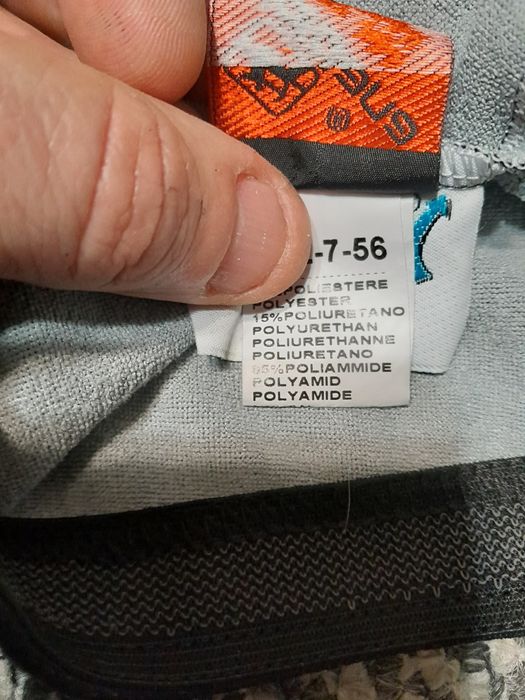 -7-56
POLIESTERE
POLYESTER
15%POLIURETANO
POLYURETHAN
POLIURETHANNE
POLIURETANO
POLIAMMIDE
POLYAMID
POLYAMIDE